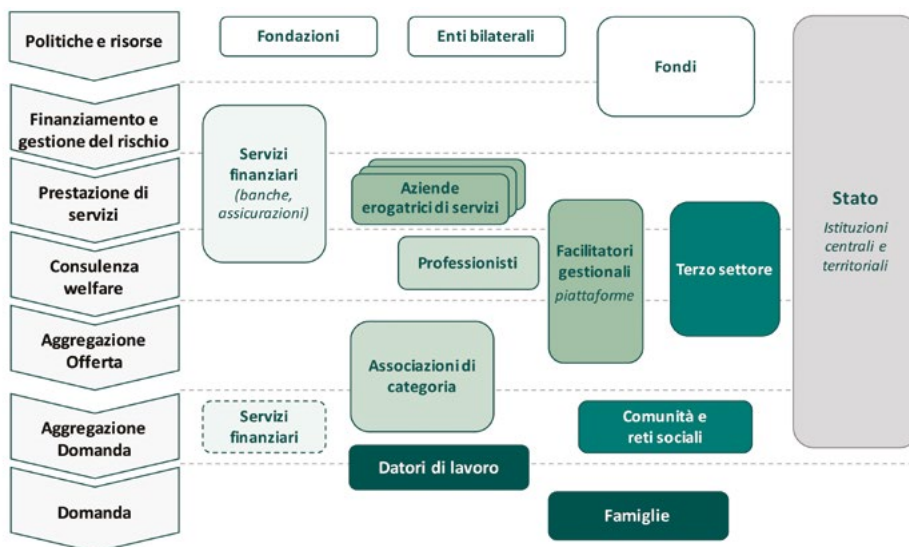 Politiche e risorse
Fondazioni
Enti bilaterali
Fondi
Finanziamento e
gestione del rischio
Servizi
finanziari
(banche,
assicurazioni)
Prestazione di
servizi
Aziende
erogatrici di servizi
Stato
Istituzioni
centrali e
territoriali
Consulenza
welfare
Professionisti
Facilitatori
gestionali
piattaforme
Terzo settore
Aggregazione
Offerta
Associazioni di
categoria
Aggregazione
Domanda
Servizi
finanziari
Comunità e
reti sociali
Datori di lavoro
Domanda
Famiglie